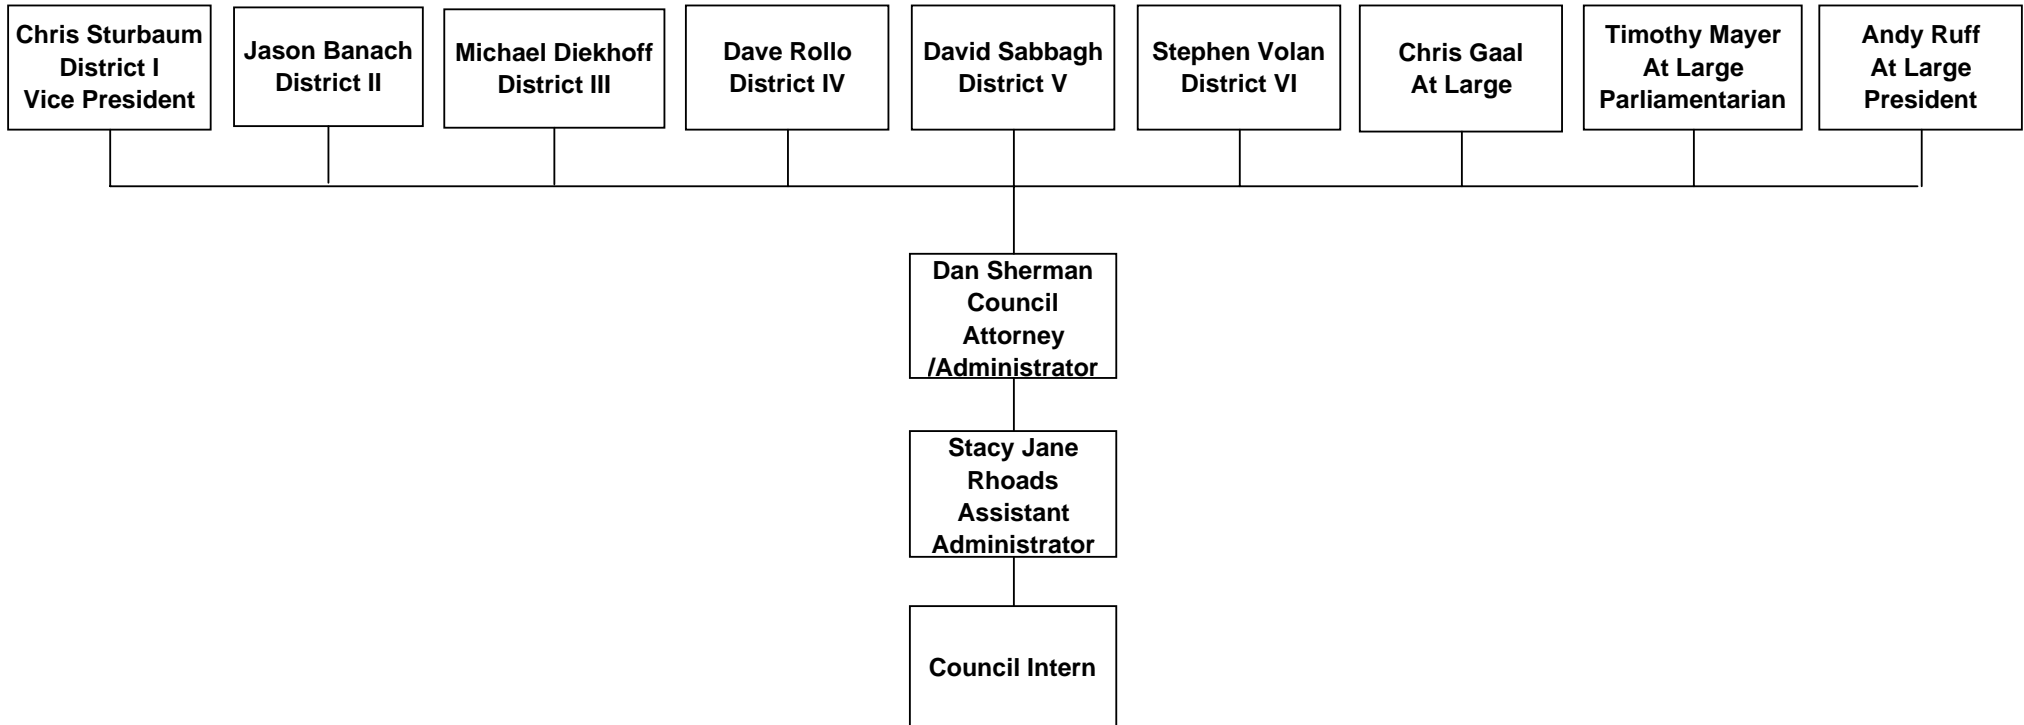 Chris Sturbaum
District I
Vice President
Jason Banach
District II
Michael Diekhoff
District III
Dave Rollo
District IV
David Sabbagh
District V
Stephen Volan
District VI
Chris Gaal
At Large
Timothy Mayer
At Large
Parliamentarian
Andy Ruff
At Large
President
Dan Sherman
Council
Attorney
/Administrator
Stacy Jane
Rhoads
Assistant
Administrator
Council Intern